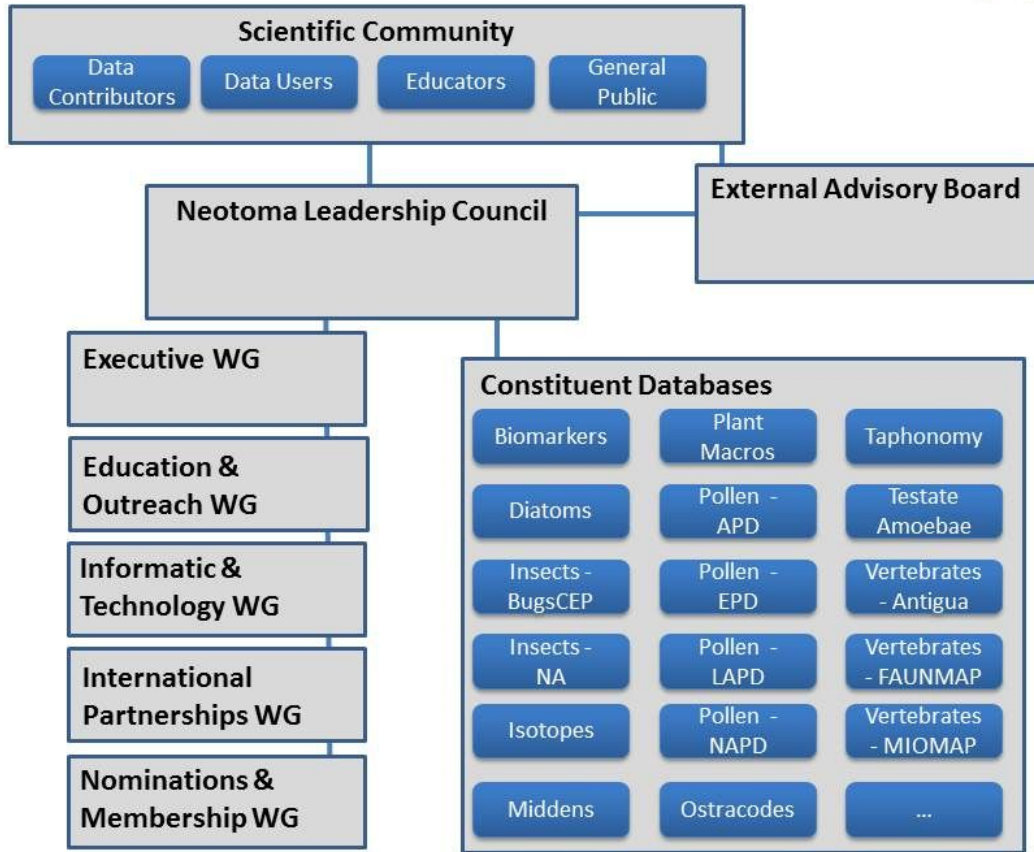 Scientific Community
Data
Contributors
Data Users
Educators
General
Public
Neotoma Leadership Council
External Advisory Board
Executive WG
Education &
Outreach WG
Informatic &
Technology WG
International
Partnerships WG
Nominations &
Membership WG
Constituent Databases
Biomarkers
Plant
Macros
Taphonomy
Diatoms
Pollen -
APD
Testate
Amoebae
Insects -
BugsCEP
Pollen -
EPD
Vertebrates
- Antigua
Insects -
NA
Pollen -
LAPD
Vertebrates
- FAUNMAP
Isotopes
Pollen -
NAPD
Vertebrates
- MIOMAP
Middens
Ostracodes
...